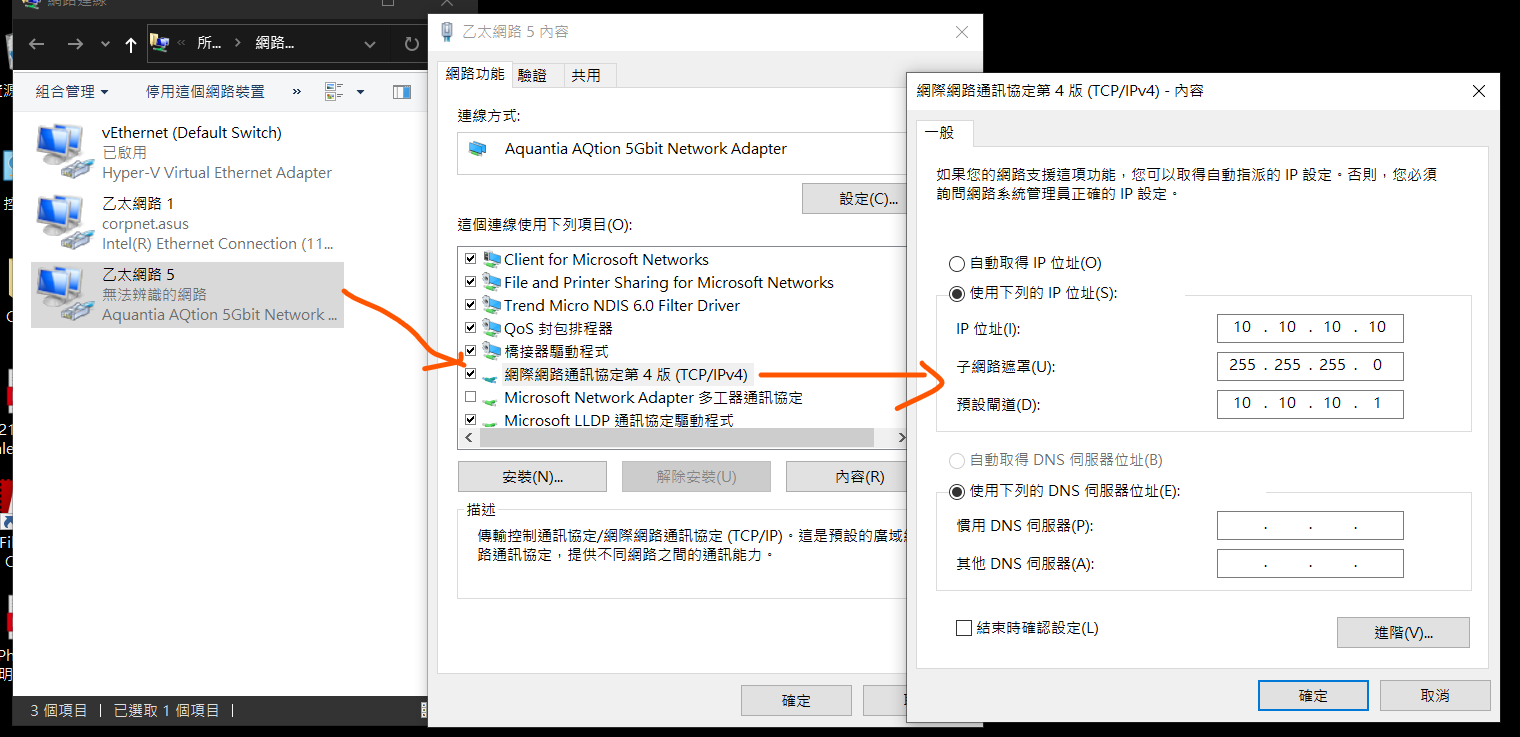 網路連線
所...
網路...
組合管理
停用這個網路裝置
»
vEthernet (Default Switch)
已啟用
Hyper-V Virtual Ethernet Adapter
乙太網路 1
corpnet.asus
Intel(R) Ethernet Connection (11...
乙太網路 5
無法辨識的網路
Aquantia AQtion 5Gbit Network ...
3 個項目
已選取 1 個項目
乙太網路 5 內容
網路功能
驗證
共用
連線方式:
Aquantia AQtion 5Gbit Network Adapter
設定(C)...
這個連線使用下列項目(O):
Client for Microsoft Networks
File and Printer Sharing for Microsoft Networks
Trend Micro NDIS 6.0 Filter Driver
QoS 封包排程器
橋接器驅動程式
網際網路通訊協定第 4 版 (TCP/IPv4)
Microsoft Network Adapter 多工器通訊協定
Microsoft LLDP 通訊協定驅動程式
安裝(N)...
解除安裝(U)
內容(R)
描述
傳輸控制通訊協定/網際網路通訊協定 (TCP/IP)。這是預設的廣域
路通訊協定，提供不同網路之間的通訊能力。
確定
網際網路通訊協定第 4 版 (TCP/IPv4) - 內容
一般
如果您的網路支援這項功能，您可以取得自動指派的 IP 設定。否則，您必須
詢問網路系統管理員正確的 IP 設定。
自動取得 IP 位址(O)
使用下列的 IP 位址(S):
IP 位址(I):
10 . 10 . 10 . 10
子網路遮罩(U):
255 . 255 . 255 . 0
預設閘道(D):
10 . 10 . 10 . 1
自動取得 DNS 伺服器位址(B)
使用下列的 DNS 伺服器位址(E):
慣用 DNS 伺服器(P):
. . .
其他 DNS 伺服器(A):
. . .
結束時確認設定(L)
進階(V)...
確定
取消